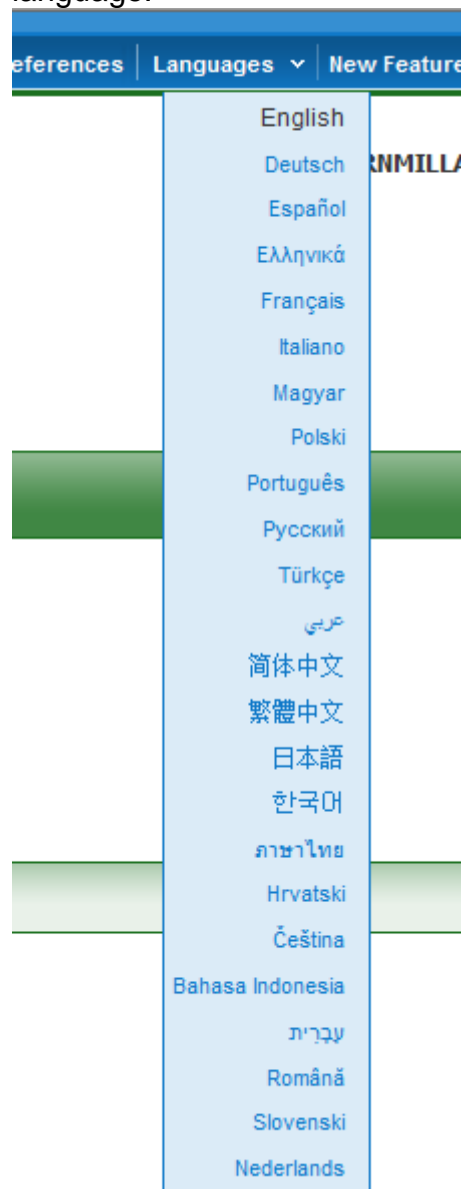 language.
eferences Languages New Feature
English
RNMILLA
Deutsch
Español
Ελληνικά
Français
Italiano
Magyar
Polski
Português
Русский
Türkçe
عربي
简体中文
繁體中文
日本語
한국어
ภาษาไทย
Hrvatski
Čeština
Bahasa Indonesia
עִבְרִית
Română
Slovenski
Nederlands